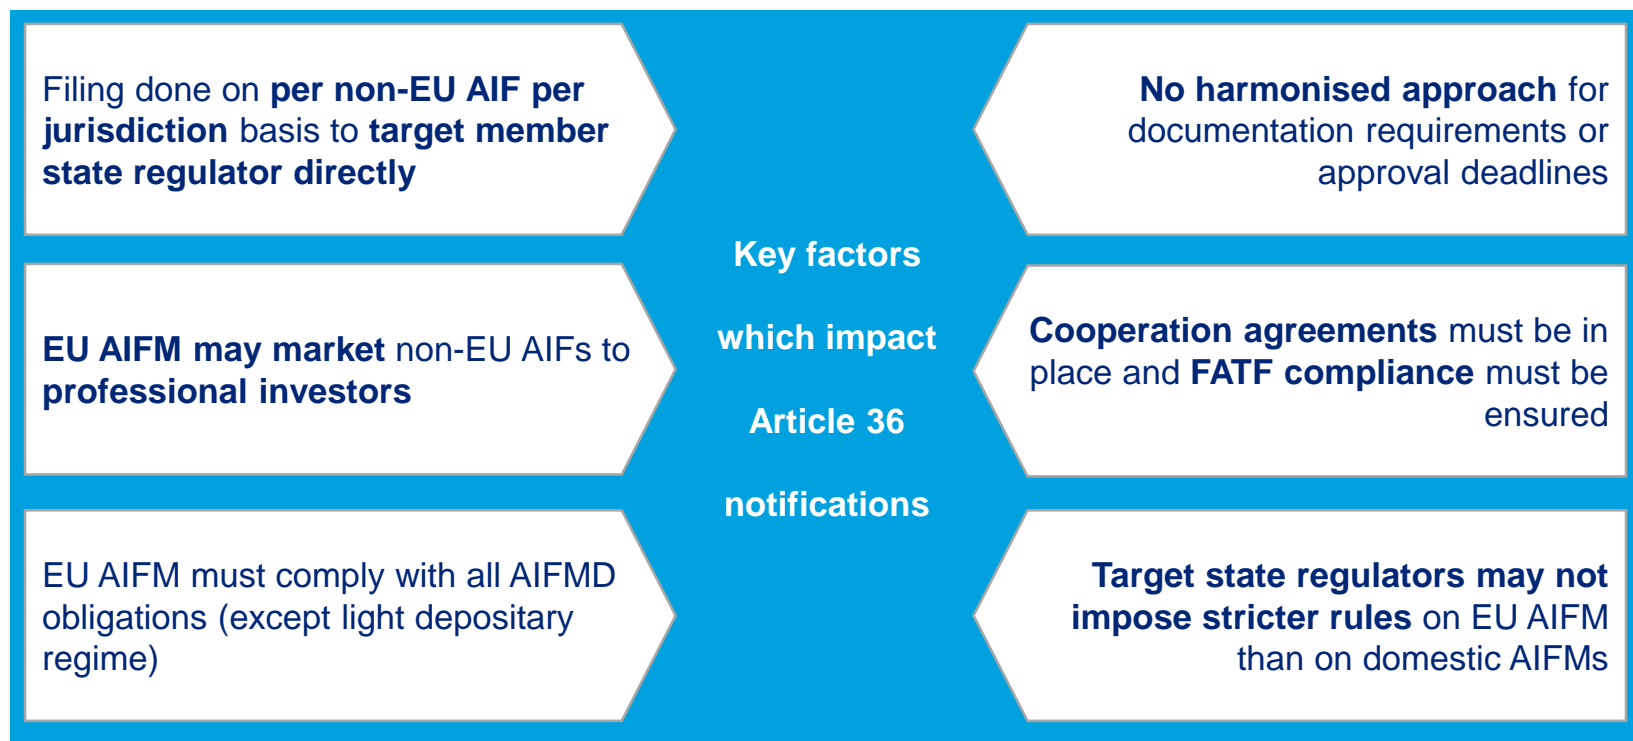 Filing done on per non-EU AIF per
jurisdiction basis to target member
state regulator directly
EU AIFM may market non-EU AIFs to
professional investors
EU AIFM must comply with all AIFMD
obligations (except light depositary
regime)
Key factors
which impact
Article 36
notifications
No harmonised approach for
documentation requirements or
approval deadlines
Cooperation agreements must be in
place and FATF compliance must be
ensured
Target state regulators may not
impose stricter rules on EU AIFM
than on domestic AIFMs